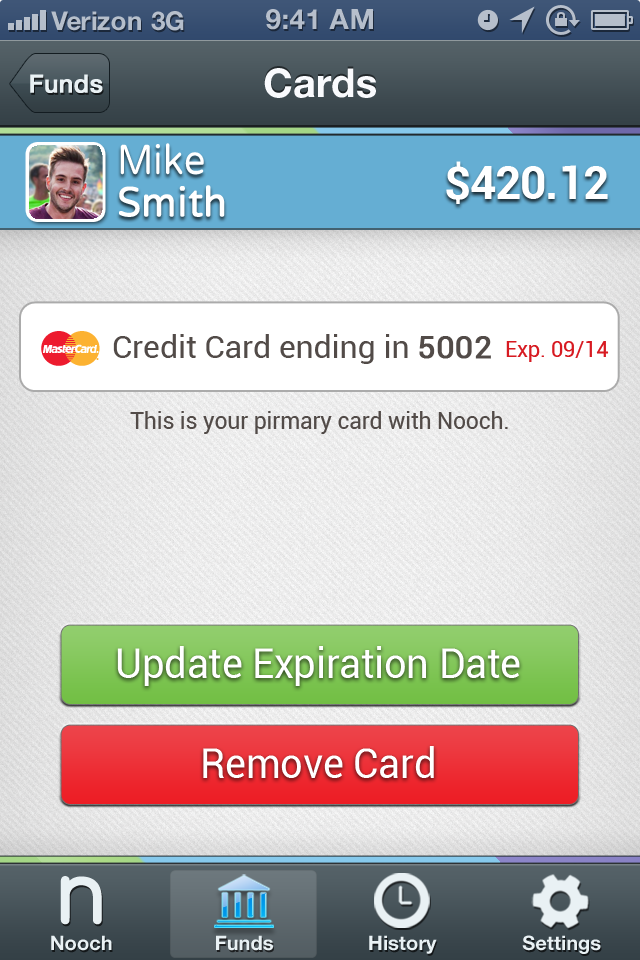 Verizon 3G 9:41 AM
Funds Cards
Mike
Smith
$420.12
MasterCard. Credit Card ending in 5002 Exp. 09/14
This is your pirmary card with Nooch.
Update Expiration Date
Remove Card
n
Nooch Funds History Settings